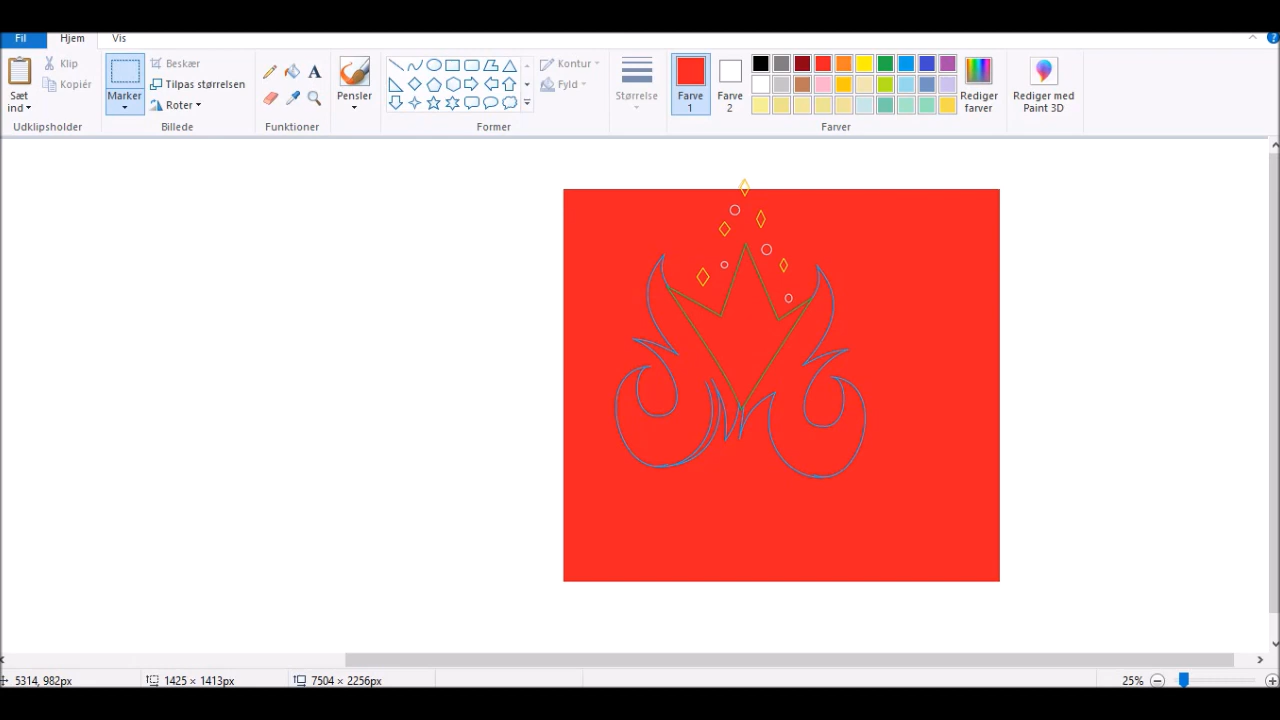 Fil Hjem Vis
Sæt ind
Klip
Kopiér
Udklipsholder
Marker
Beskær
Tilpas størrelsen
Roter
Billede
A
Funktioner
Pensler
Kontur
Fyld
Former
Størrelse
Farve 1
Farve 2
Rediger farver
Farver
Rediger med Paint 3D
?
5314, 982px 1425 × 1413px 7504 × 2256px 25%